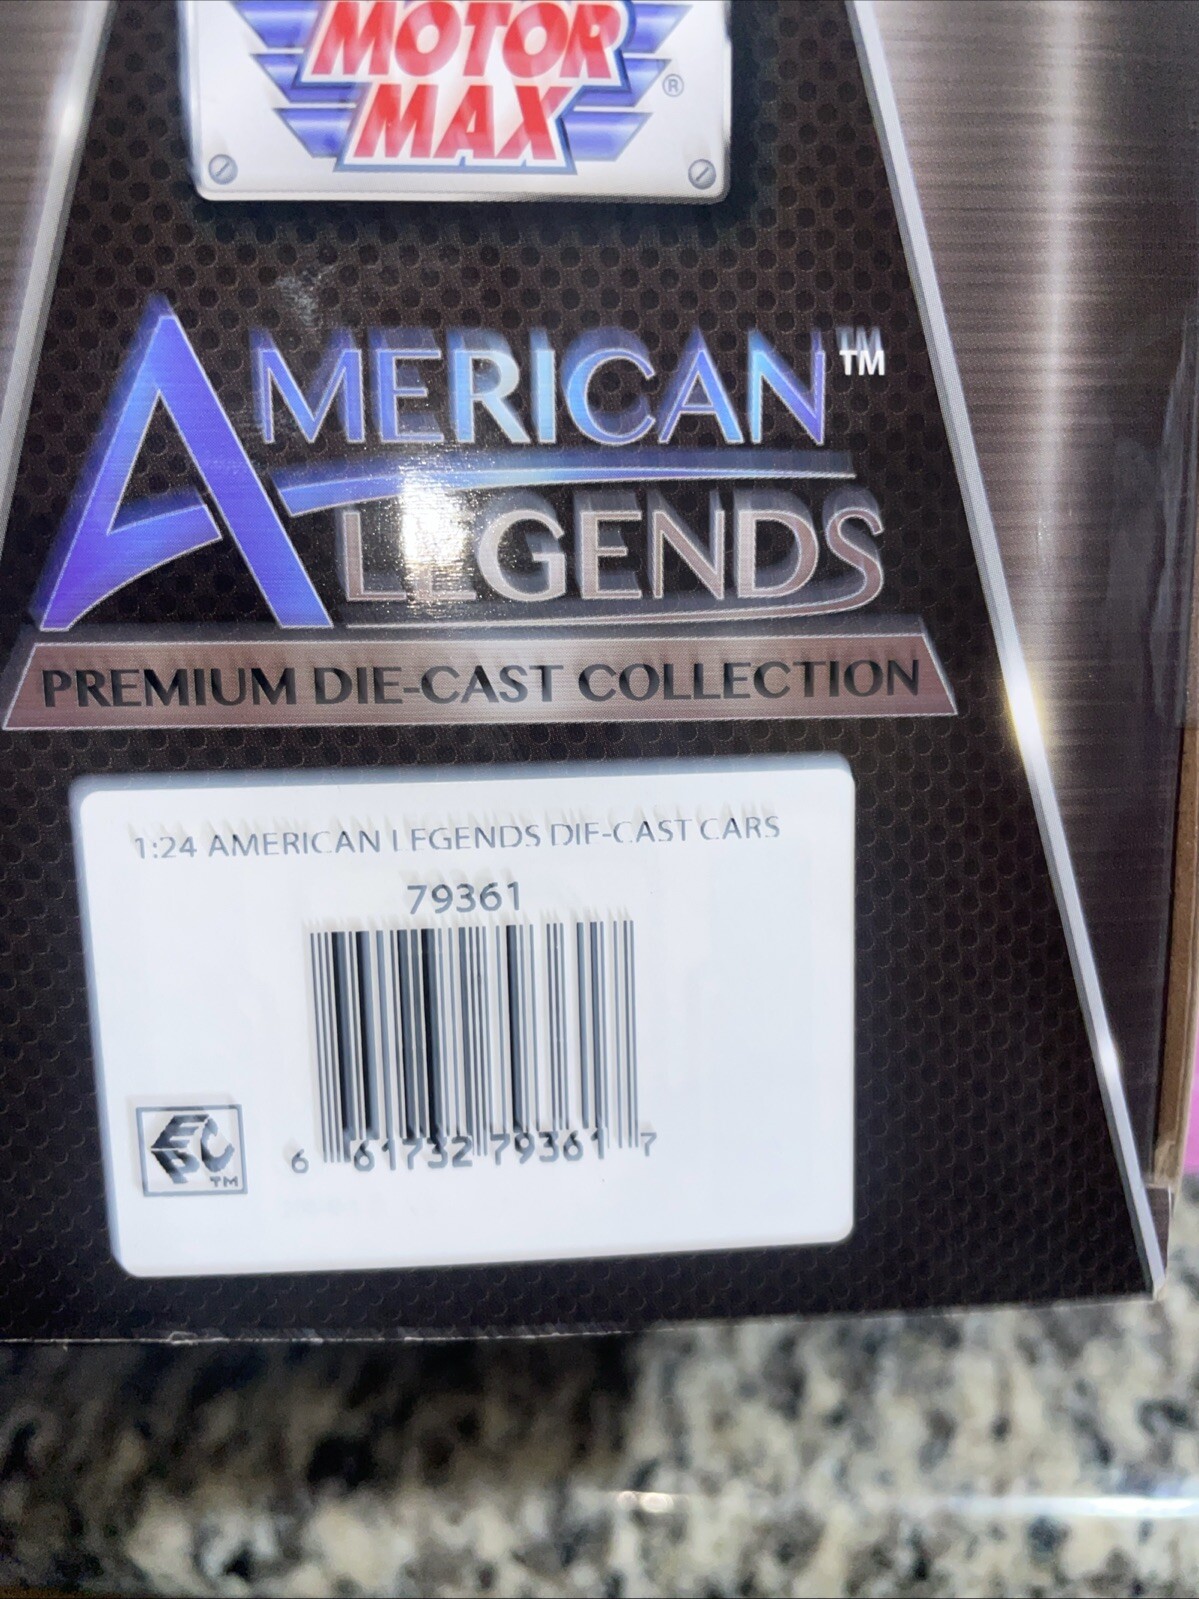 MOTOR
MAX®
AMERICAN™
LEGENDS
PREMIUM DIE-CAST COLLECTION
1:24 AMERICAN LEGENDS DIE-CAST CARS
79361
6 61732 79361 7
EPC™